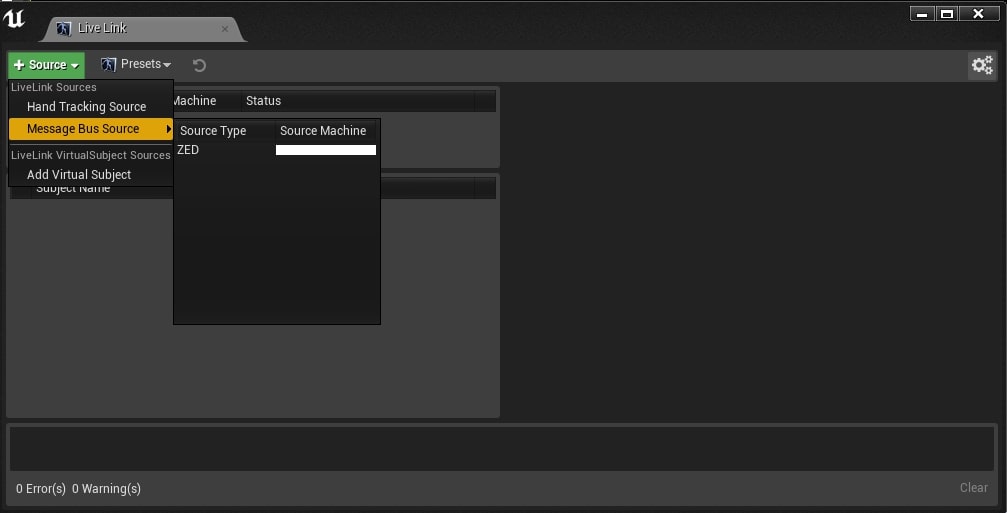 Live Link
+ Source Presets
LiveLink Sources
Machine Status
Hand Tracking Source
Message Bus Source
Source Type Source Machine
ZED
LiveLink VirtualSubject Sources
Add Virtual Subject
Subject Name
0 Error(s) 0 Warning(s)
Clear